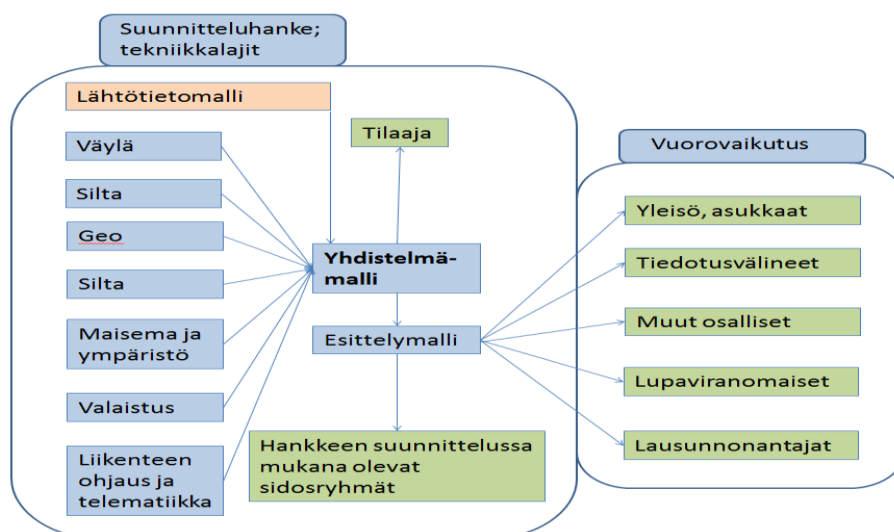 Suunnitteluhanke;
tekniikkalajit
Lähtötietomalli
Väylä
Silta
Geo
Silta
Maisema ja
ympäristö
Valaistus
Liikenteen
ohjaus ja
telematiikka
Tilaaja
Yhdistelmä-
malli
Esittelymalli
Hankkeen suunnittelussa
mukana olevat
sidosryhmät
Vuorovaikutus
Yleisö, asukkaat
Tiedotusvälineet
Muut osalliset
Lupaviranomaiset
Lausunnonantajat